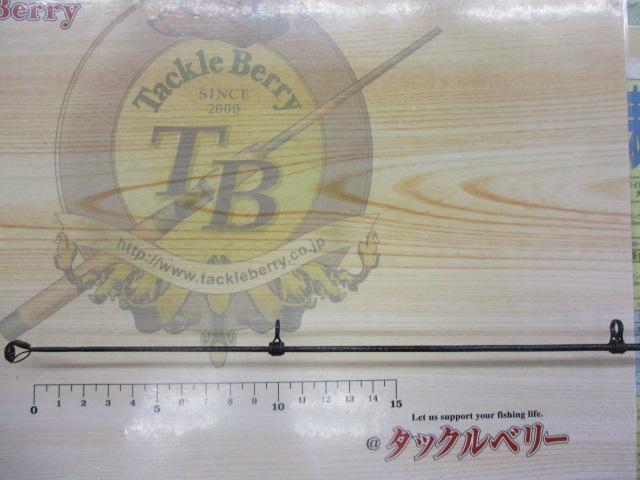 Berry
Tackle Berry
SINCE
2000
TB
http://www.tackleberry.co.jp
0 1 2 3 4 5 6 7 8 9 10 11 12 13 14 15
Let us support your fishing life.
@タックルベリー